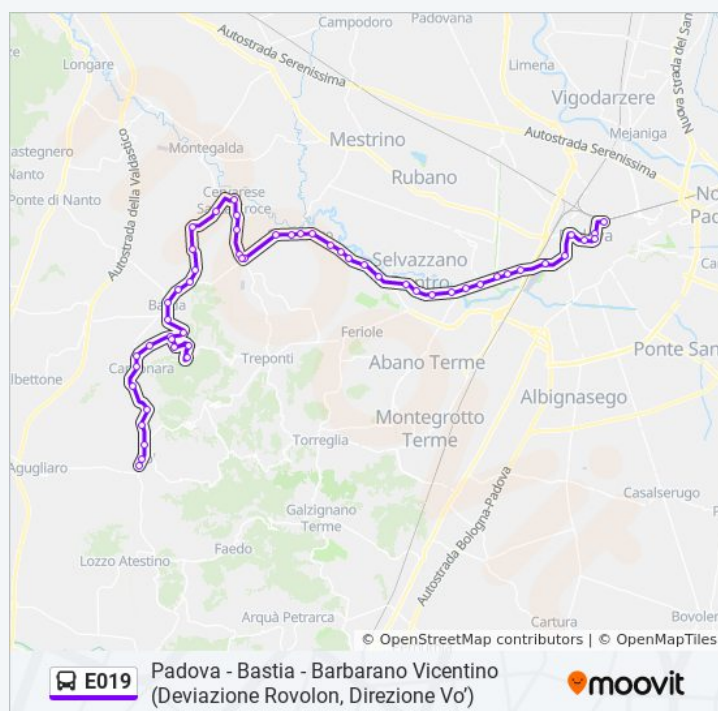 Campodoro
Padovana
Autostrada Serenissima
Limena
Longare
Vigodarzere
Nuova Strada del San
Mejaniga
Mestrino
Autostrada Serenissima
Montegalda
Rubano
Nanto
Ponte di Nanto
Autostrada della Valdastico
Selvazzano
Feriole
Ponte San
Treponti
Abano Terme
Albignasego
Montegrotto
Terme
Torreglia
Agugliaro
Galzignano
Terme
Casalserugo
Faedo
Autostrada Bologna-Padova
Lozzo Atestino
Arquà Petrarca
Cartura
Bovolen
© OpenStreetMap contributors | © OpenMapTiles
E019
Padova - Bastia - Barbarano Vicentino
(Deviazione Rovolon, Direzione Vo’)
moovit